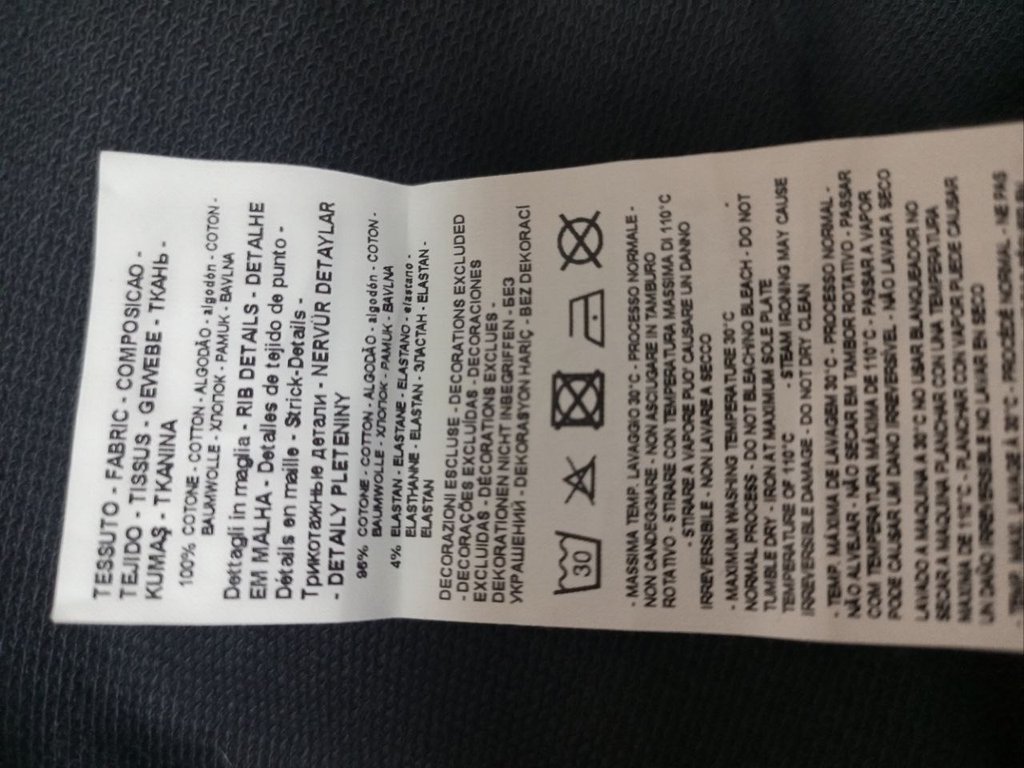 TESSUTO - FABRIC - COMPOSICAO -
TEJIDO - TISSUS - GEWEBE - ТКАНЬ -
KUMAŞ - TKANINA
100% COTONE - COTTON - ALGODÃO - algodón - COTON -
BAUMWOLLE - ХЛОПОК - PAMUK - BAVLNA
Dettagli in maglia - RIB DETAILS - DETALHE
EM MALHA - Detalles de tejido de punto -
Détails en maille - Strick-Details -
Трикотажные детали - NERVÜR DETAYLAR
- DETAILY PLETENINY
96% COTONE - COTTON - ALGODÃO - algodón - COTON -
BAUMWOLLE - ХЛОПОК - PAMUK - BAVLNA
4% ELASTAN - ELASTANE - ELASTANO - elastano -
ELASTHANNE - ELASTAN - ЭЛАСТАН - ELASTAN -
ELASTAN
DECORAZIONI ESCLUSE - DECORATIONS EXCLUDED
- DECORAÇÕES EXCLUÍDAS - DECORACIONES
EXCLUIDAS - DÉCORATIONS EXCLUES -
DEKORATIONEN NICHT INBEGRIFFEN - БЕЗ
УКРАШЕНИЙ - DEKORASYON HARIÇ - BEZ DEKORACÍ
30
- MASSIMA TEMP. LAVAGGIO 30°C - PROCESSO NORMALE -
NON CANDEGGIARE - NON ASCIUGARE IN TAMBURO
ROTATIVO - STIRARE CON TEMPERATURA MASSIMA DI 110°C
- STIRARE A VAPORE PUO' CAUSARE UN DANNO
IRREVERSIBILE - NON LAVARE A SECCO
- MAXIMUM WASHING TEMPERATURE 30°C -
NORMAL PROCESS - DO NOT BLEACHING BLEACH - DO NOT
TUMBLE DRY - IRON AT MAXIMUM SOLE PLATE
TEMPERATURE OF 110°C - STEAM IRONING MAY CAUSE
IRREVERSIBLE DAMAGE - DO NOT DRY CLEAN
- TEMP. MÁXIMA DE LAVAGEM 30°C - PROCESSO NORMAL -
NÃO ALVEJAR - NÃO SECAR EM TAMBOR ROTATIVO - PASSAR
COM TEMPERATURA MÁXIMA DE 110°C - PASSAR A VAPOR
PODE CAUSAR UM DANO IRREVERSÍVEL - NÃO LAVAR A SECO
LAVADO A MAQUINA A 30°C NO USAR BLANQUEADOR NO
SECAR A MAQUINA PLANCHAR CON UNA TEMPERATURA
MAXIMA DE 110°C - PLANCHAR CON VAPOR PUEDE CAUSAR
UN DAÑO IRREVERSIBLE NO LAVAR EN SECO
- TEMP. MAX. LAVAGE À 30°C - PROCÉDÉ NORMAL - NE PAS